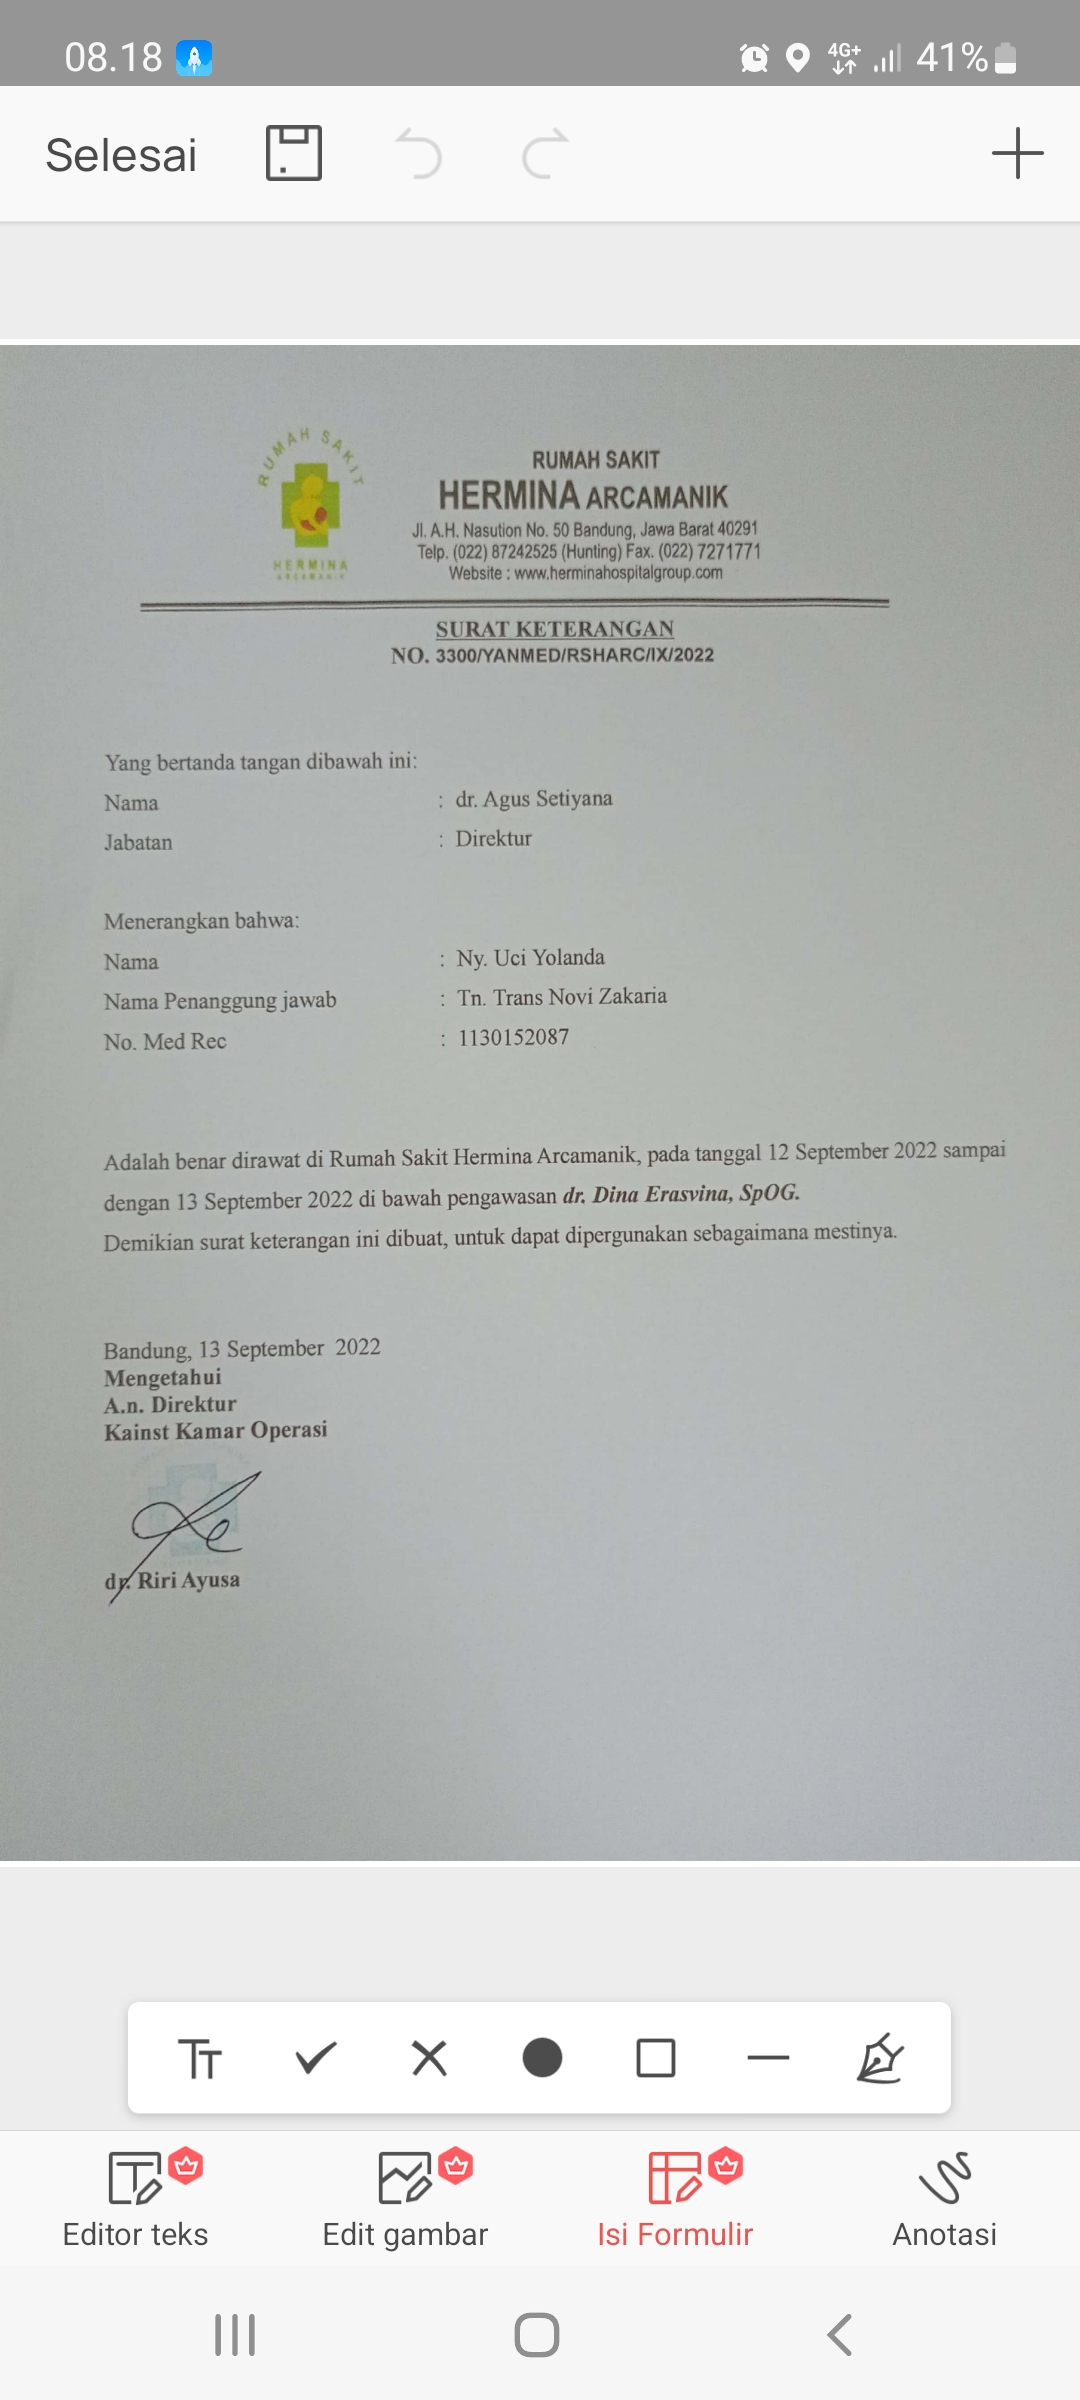 08.18
4G+
41%
Selesai
RUMAH SAKIT
HERMINA
ARCAMANIK
RUMAH SAKIT
HERMINA ARCAMANIK
Jl. A.H. Nasution No. 50 Bandung, Jawa Barat 40291
Telp. (022) 87242525 (Hunting) Fax. (022) 7271771
Website : www.herminahospitalgroup.com
SURAT KETERANGAN
NO. 3300/YANMED/RSHARC/IX/2022
Yang bertanda tangan dibawah ini:
Nama : dr. Agus Setiyana
Jabatan : Direktur
Menerangkan bahwa:
Nama : Ny. Uci Yolanda
Nama Penanggung jawab : Tn. Trans Novi Zakaria
No. Med Rec : 1130152087
Adalah benar dirawat di Rumah Sakit Hermina Arcamanik, pada tanggal 12 September 2022 sampai
dengan 13 September 2022 di bawah pengawasan dr. Dina Erasvina, SpOG.
Demikian surat keterangan ini dibuat, untuk dapat dipergunakan sebagaimana mestinya.
Bandung, 13 September 2022
Mengetahui
A.n. Direktur
Kainst Kamar Operasi
dr. Riri Ayusa
Editor teks
Edit gambar
Isi Formulir
Anotasi